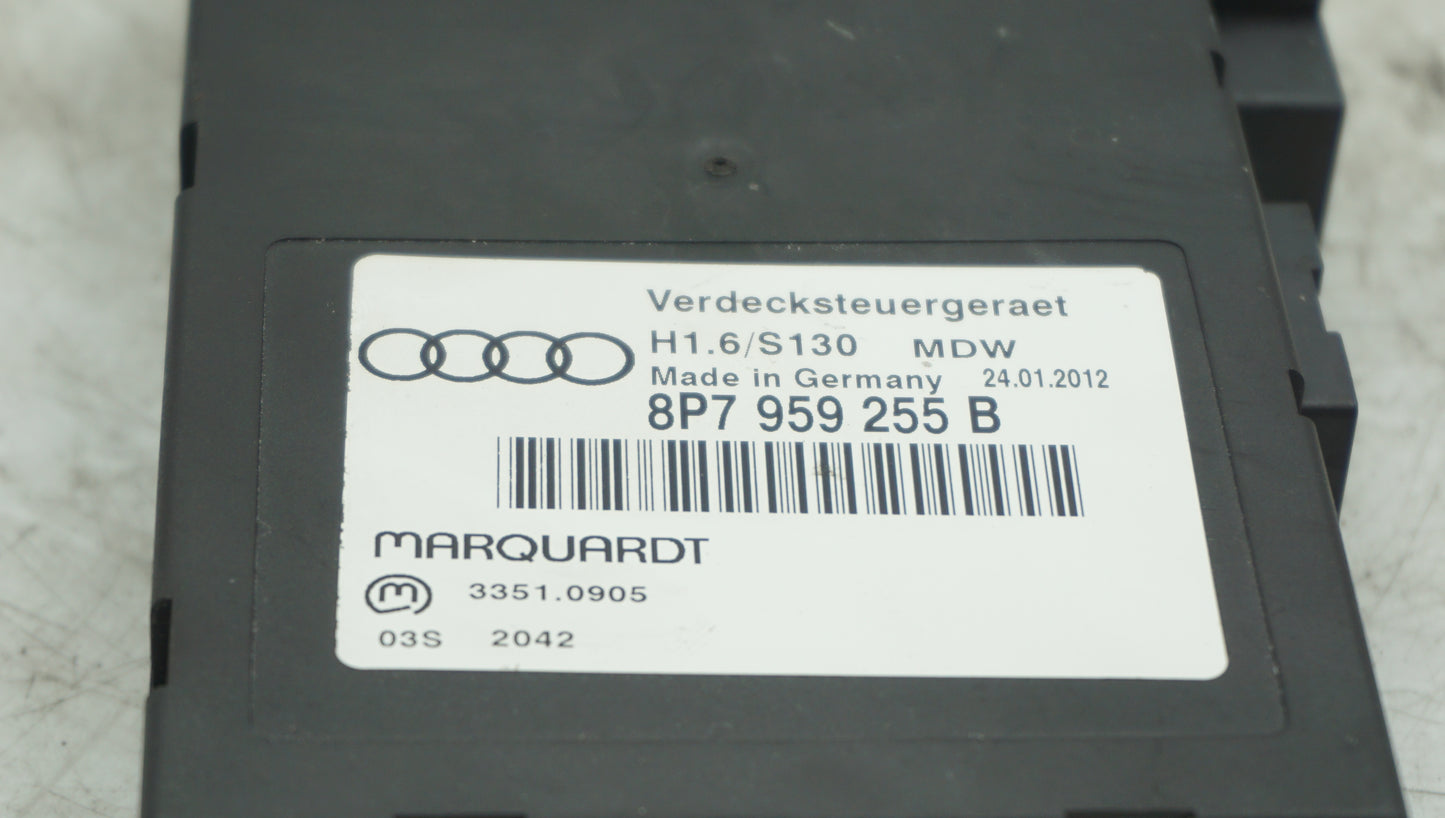 Verdecksteuergeraet
H1.6/S130 MDW
Made in Germany 24.01.2012
8P7 959 255 B
MARQUARDT
m 3351.0905
03S 2042